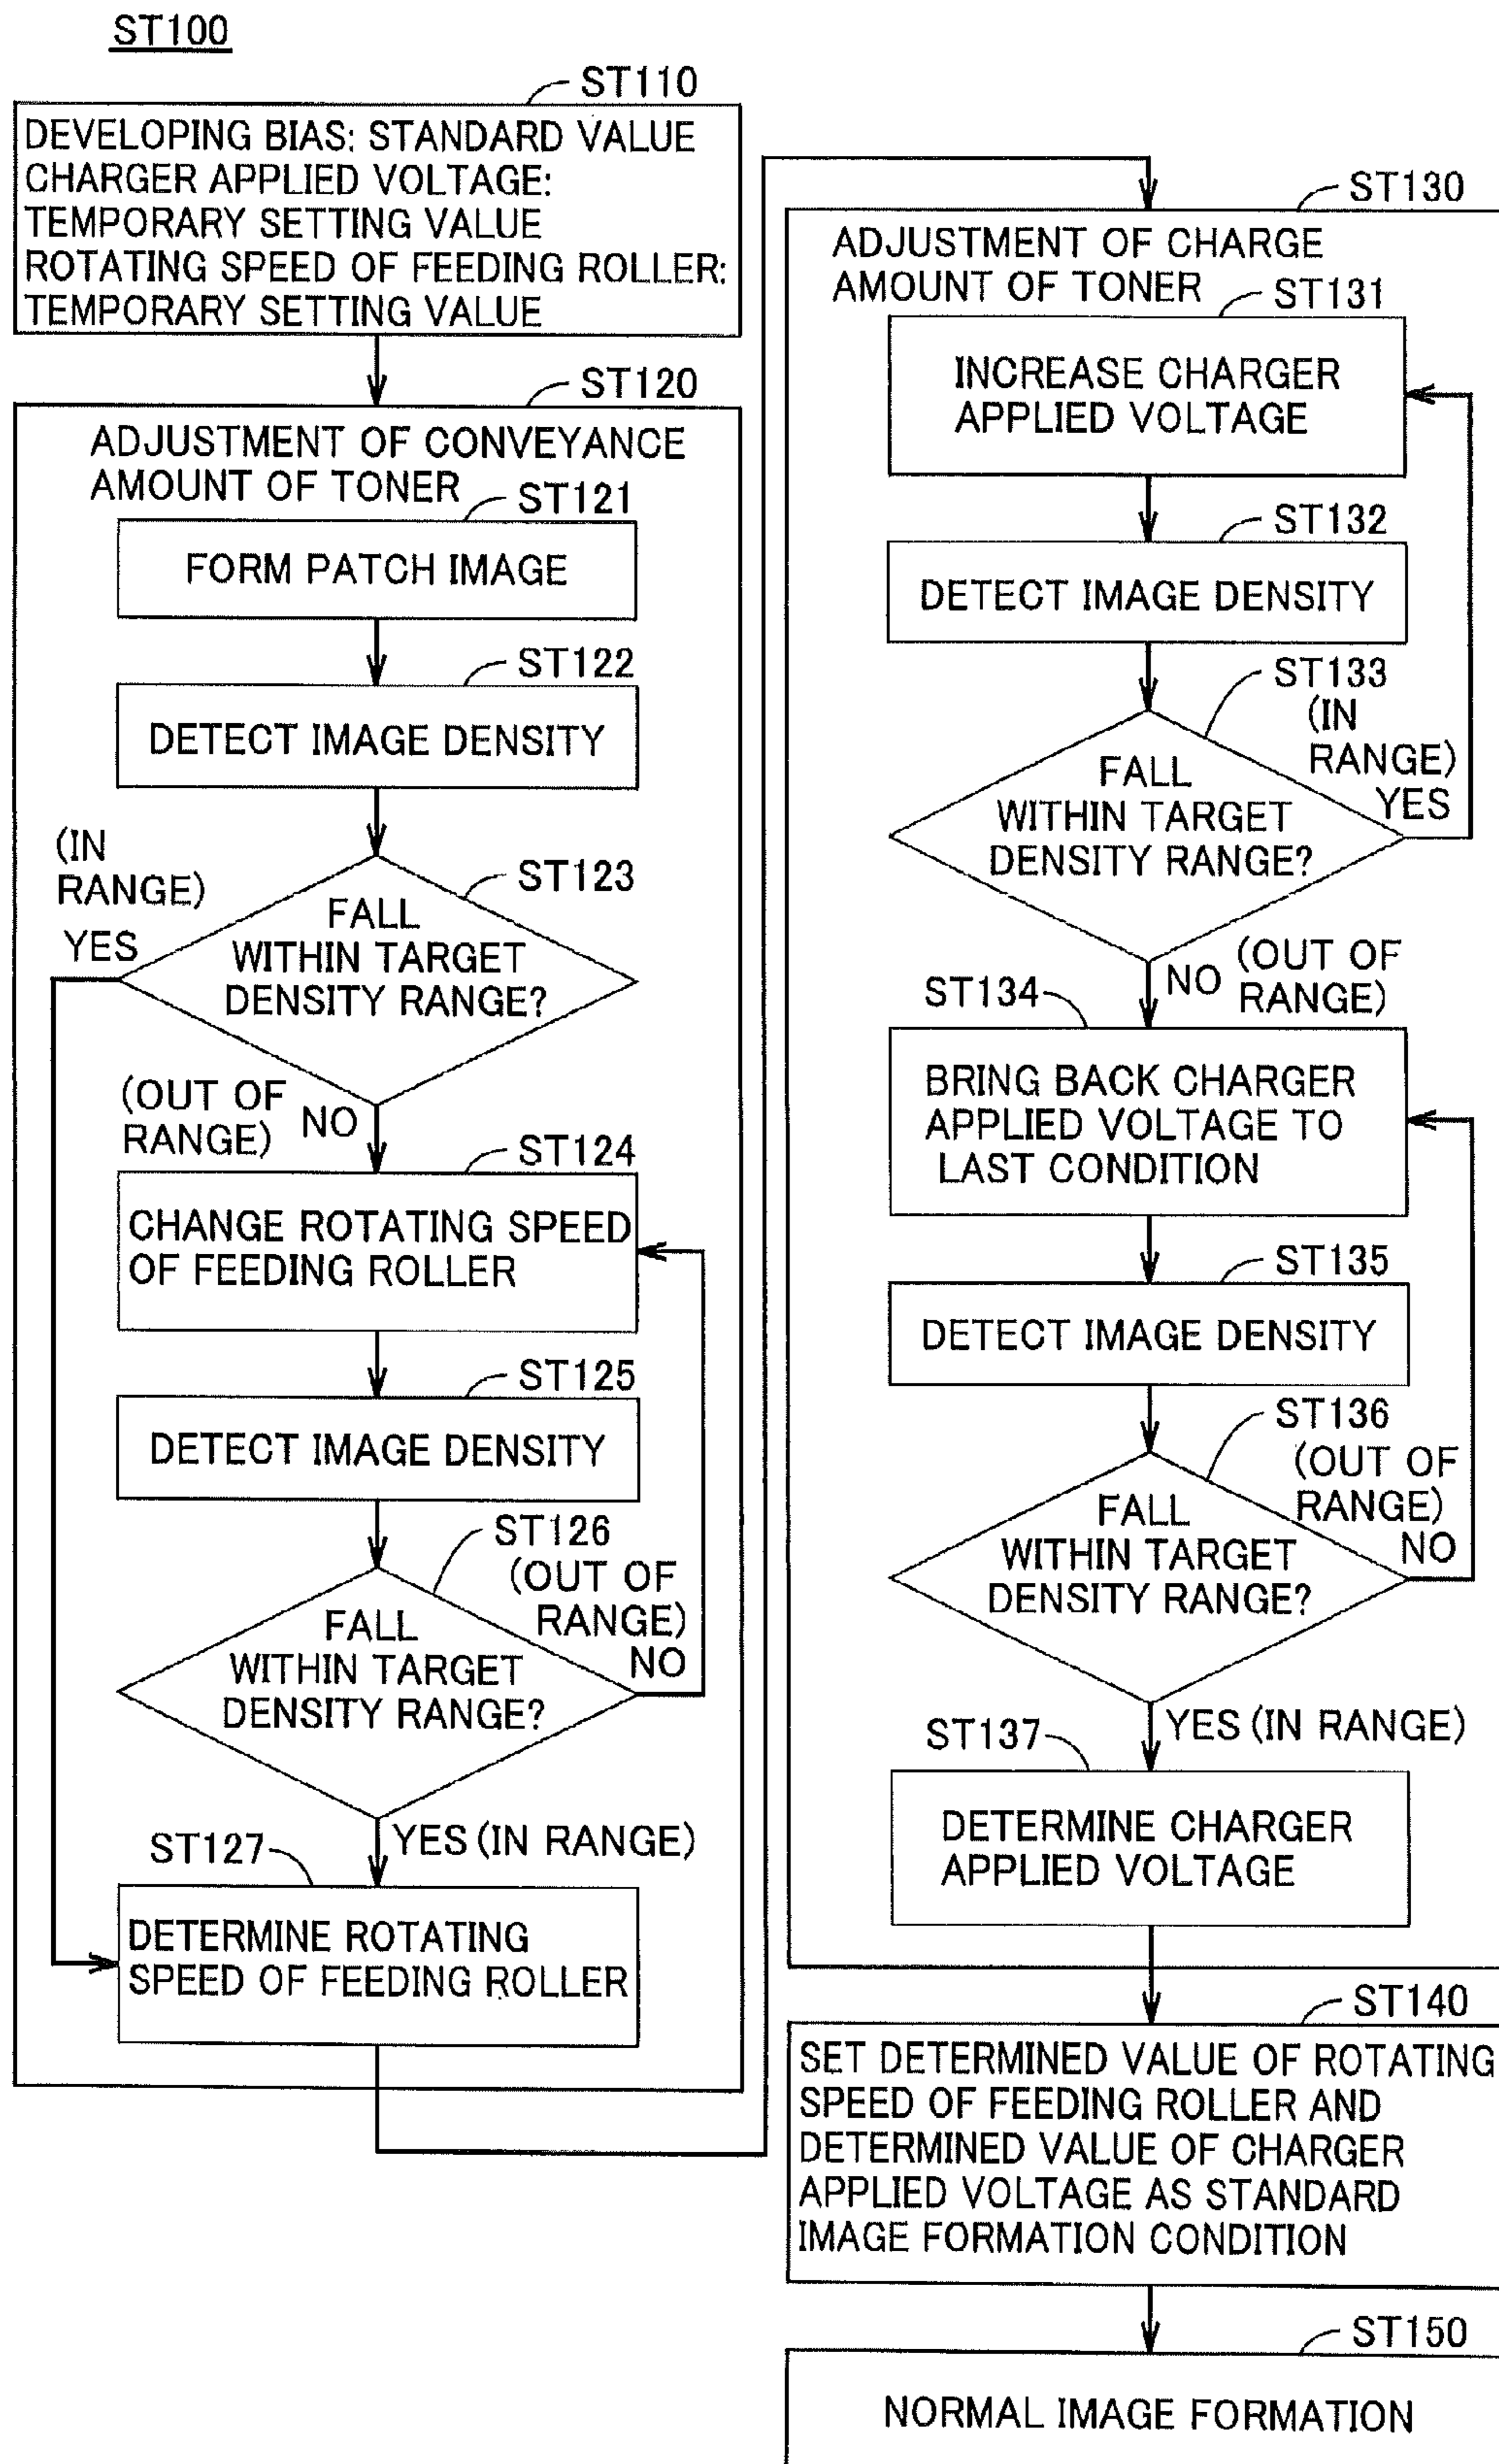 ST100
ST110
DEVELOPING BIAS: STANDARD VALUE
CHARGER APPLIED VOLTAGE:
TEMPORARY SETTING VALUE
ROTATING SPEED OF FEEDING ROLLER:
TEMPORARY SETTING VALUE
ST120
ADJUSTMENT OF CONVEYANCE
AMOUNT OF TONER
ST121
FORM PATCH IMAGE
ST122
DETECT IMAGE DENSITY
(IN
RANGE)
YES
ST123
FALL
WITHIN TARGET
DENSITY RANGE?
(OUT OF
RANGE)
NO
ST124
CHANGE ROTATING SPEED
OF FEEDING ROLLER
ST125
DETECT IMAGE DENSITY
ST126
(OUT OF
RANGE)
NO
FALL
WITHIN TARGET
DENSITY RANGE?
YES (IN RANGE)
ST127
DETERMINE ROTATING
SPEED OF FEEDING ROLLER
ST130
ADJUSTMENT OF CHARGE
AMOUNT OF TONER
ST131
INCREASE CHARGER
APPLIED VOLTAGE
ST132
DETECT IMAGE DENSITY
ST133
(IN
RANGE)
YES
FALL
WITHIN TARGET
DENSITY RANGE?
NO
(OUT OF
RANGE)
ST134
BRING BACK CHARGER
APPLIED VOLTAGE TO
LAST CONDITION
ST135
DETECT IMAGE DENSITY
ST136
(OUT OF
RANGE)
NO
FALL
WITHIN TARGET
DENSITY RANGE?
YES (IN RANGE)
ST137
DETERMINE CHARGER
APPLIED VOLTAGE
ST140
SET DETERMINED VALUE OF ROTATING
SPEED OF FEEDING ROLLER AND
DETERMINED VALUE OF CHARGER
APPLIED VOLTAGE AS STANDARD
IMAGE FORMATION CONDITION
ST150
NORMAL IMAGE FORMATION